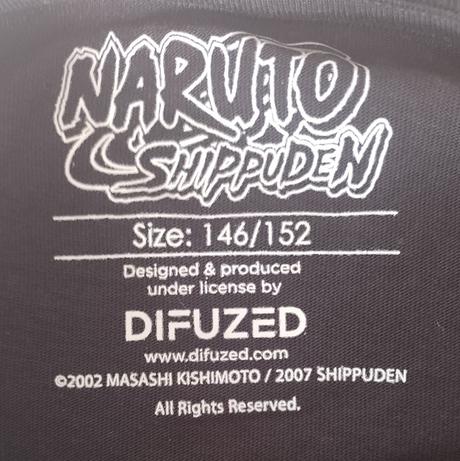 NARUTO
SHIPPUDEN
Size: 146/152
Designed & produced
under license by
DIFUZED
www.difuzed.com
©2002 MASASHI KISHIMOTO / 2007 SHIPPUDEN
All Rights Reserved.